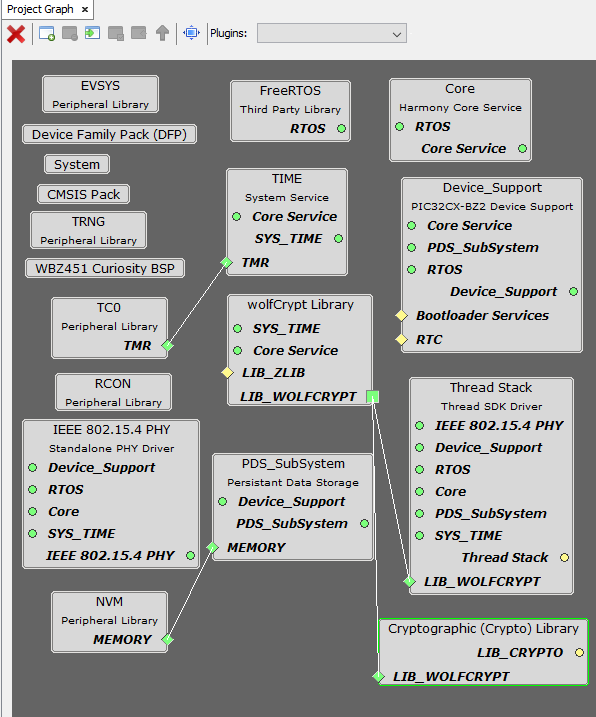 Project Graph
Plugins:
EVSYS
Peripheral Library
Device Family Pack (DFP)
System
CMSIS Pack
TRNG
Peripheral Library
WBZ451 Curiosity BSP
TC0
Peripheral Library
TMR
RCON
Peripheral Library
IEEE 802.15.4 PHY
Standalone PHY Driver
Device_Support
RTOS
Core
SYS_TIME
IEEE 802.15.4 PHY
NVM
Peripheral Library
MEMORY
FreeRTOS
Third Party Library
RTOS
TIME
System Service
Core Service
SYS_TIME
TMR
wolfCrypt Library
SYS_TIME
Core Service
LIB_ZLIB
LIB_WOLFCRYPT
PDS_SubSystem
Persistant Data Storage
Device_Support
PDS_SubSystem
MEMORY
Core
Harmony Core Service
RTOS
Core Service
Device_Support
PIC32CX-BZ2 Device Support
Core Service
PDS_SubSystem
RTOS
Device_Support
Bootloader Services
RTC
Thread Stack
Thread SDK Driver
IEEE 802.15.4 PHY
Device_Support
RTOS
Core
PDS_SubSystem
SYS_TIME
Thread Stack
LIB_WOLFCRYPT
Cryptographic (Crypto) Library
LIB_CRYPTO
LIB_WOLFCRYPT